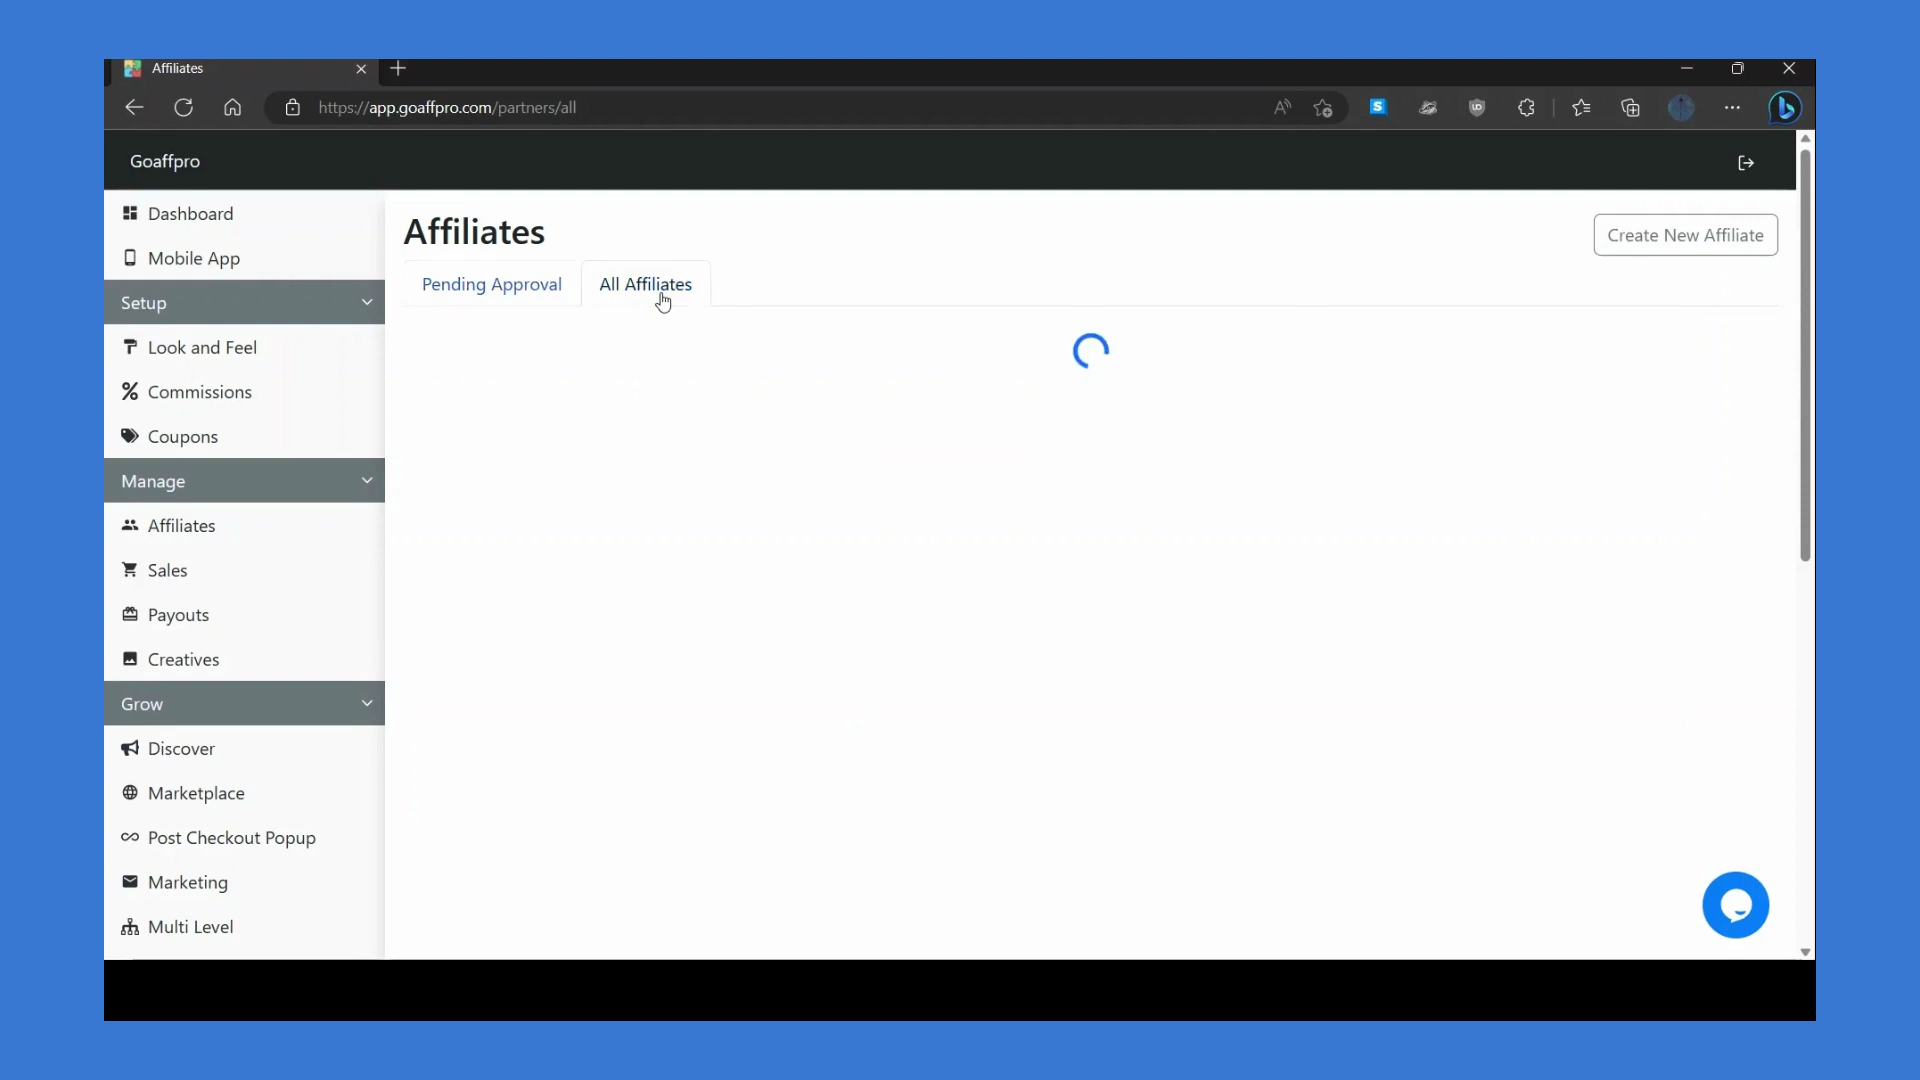 Affiliates
https://app.goaffpro.com/partners/all
Goaffpro
Dashboard
Mobile App
Setup
Look and Feel
Commissions
Coupons
Manage
Affiliates
Sales
Payouts
Creatives
Grow
Discover
Marketplace
Post Checkout Popup
Marketing
Multi Level
Affiliates
Create New Affiliate
Pending Approval
All Affiliates